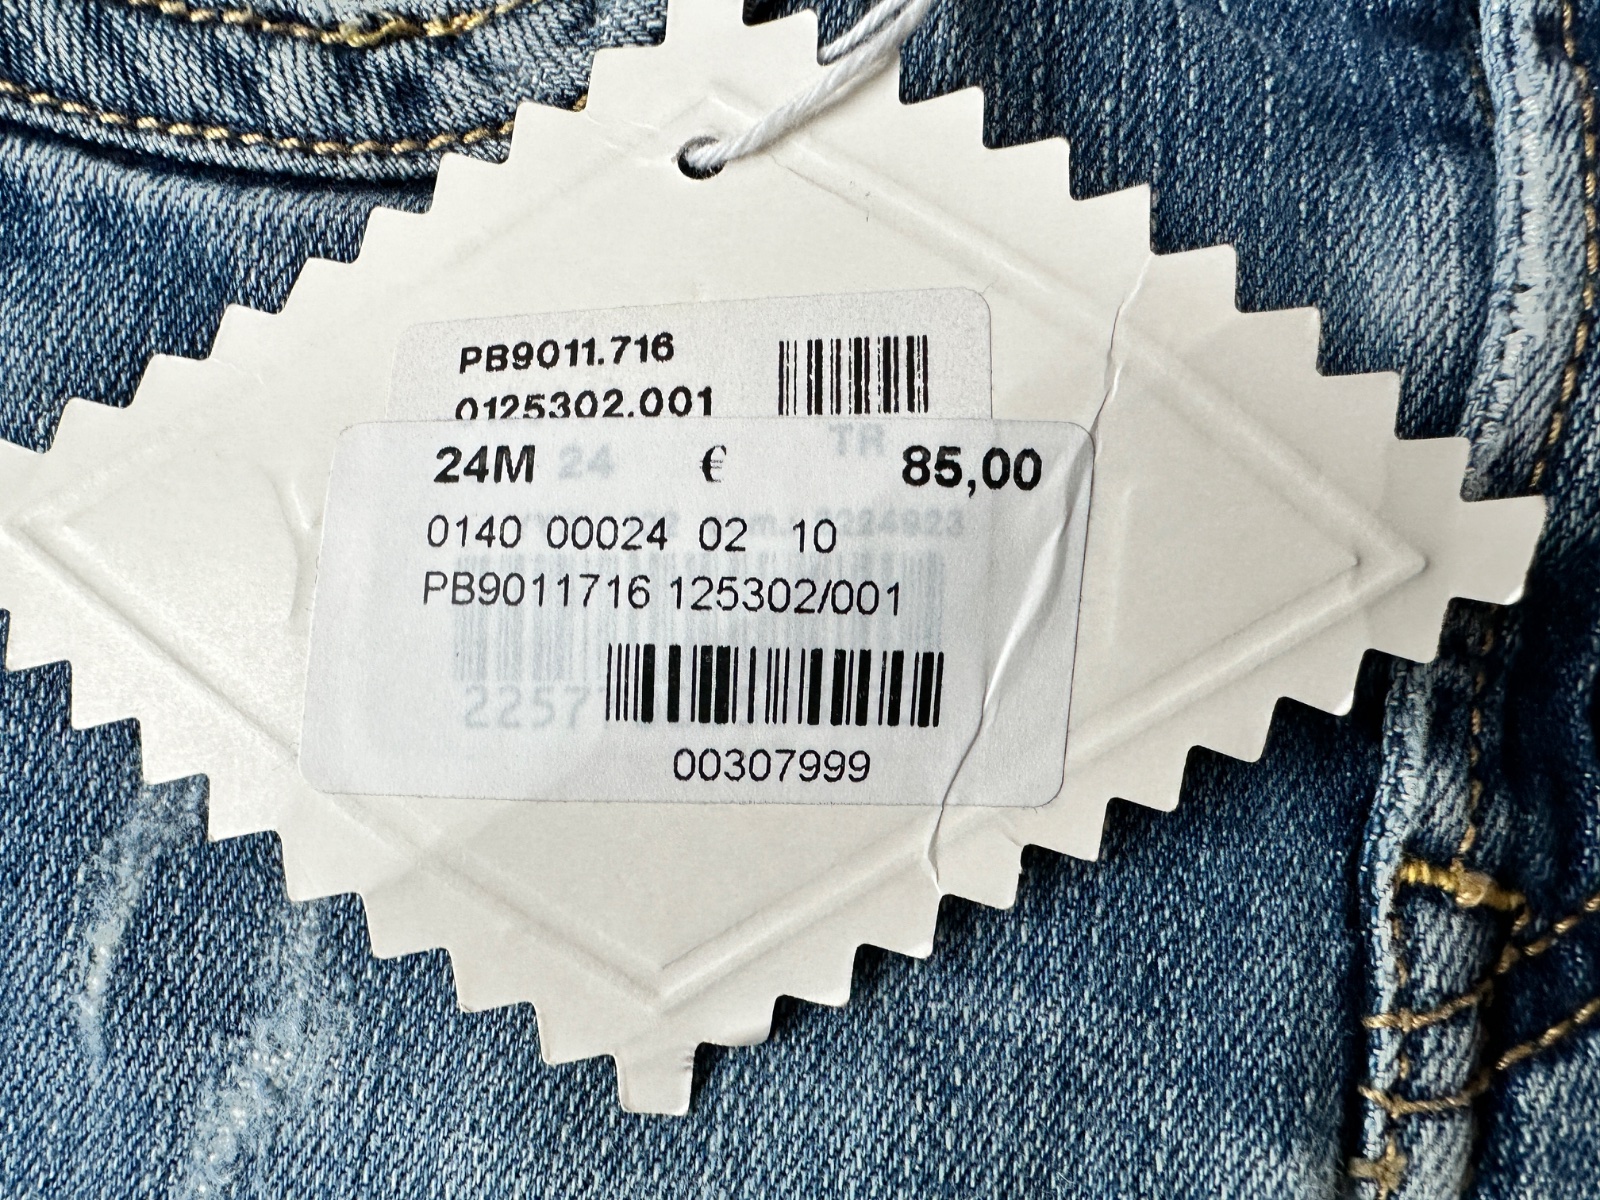 PB9011.716
0125302.001
24M 24 € TR 85,00
0140 00024 02 10
PB9011716 125302/001
2257
00307999